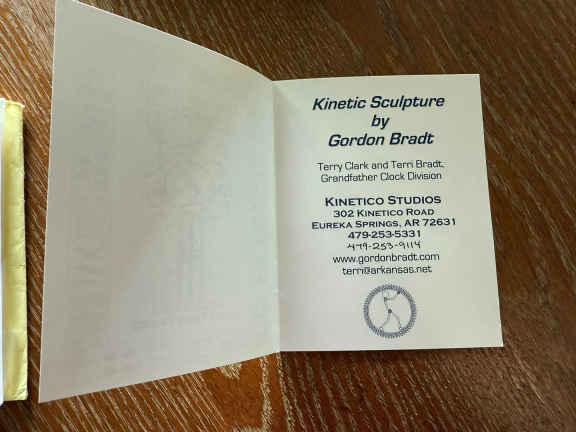 Kinetic Sculpture
by
Gordon Bradt
Terry Clark and Terri Bradt,
Grandfather Clock Division
KINETICO STUDIOS
302 KINETICO ROAD
EUREKA SPRINGS, AR 72631
479-253-5331
479-253-9114
www.gordonbradt.com
terri@arkansas.net